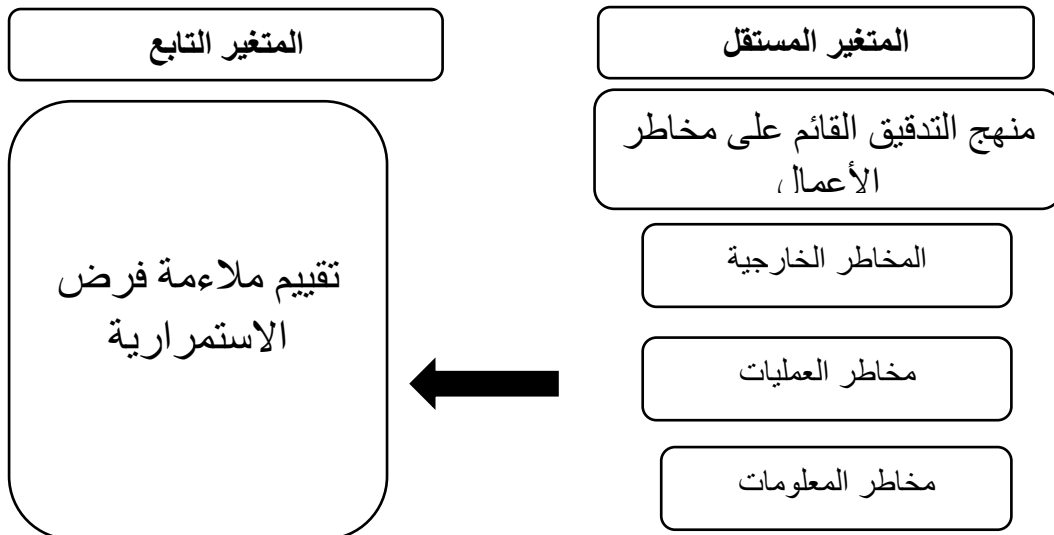 المتغير المستقل
منهج التدقيق القائم على مخاطر
الأعمال
المخاطر الخارجية
مخاطر العمليات
مخاطر المعلومات
المتغير التابع
تقييم ملاءمة فرض
الاستمرارية